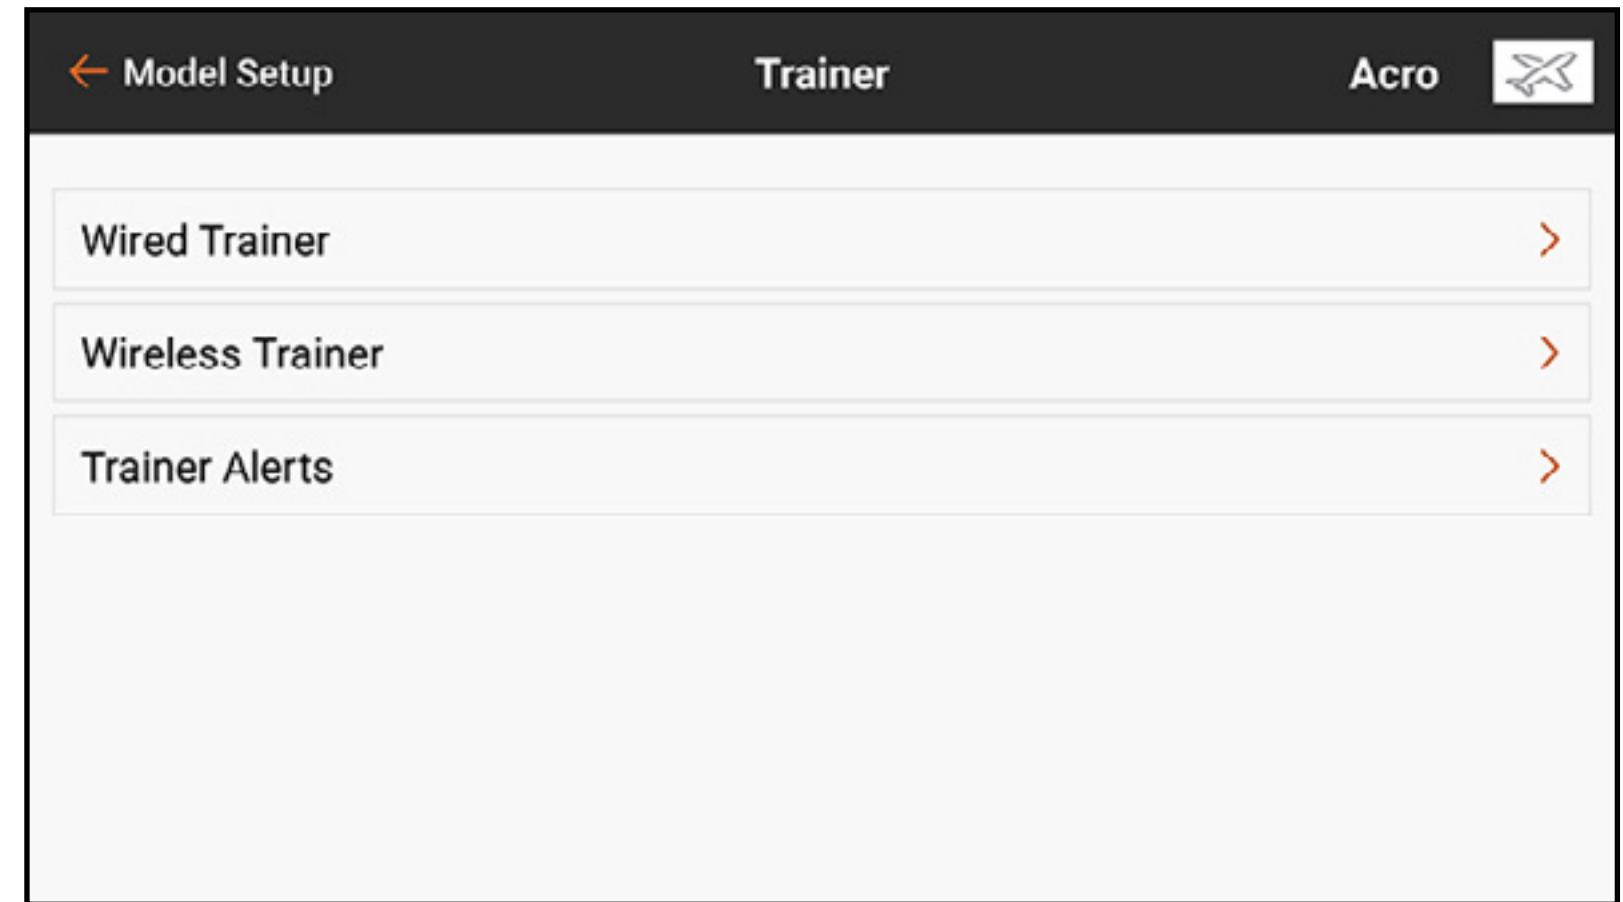 Model Setup
Trainer
Acro
Wired Trainer
Wireless Trainer
Trainer Alerts